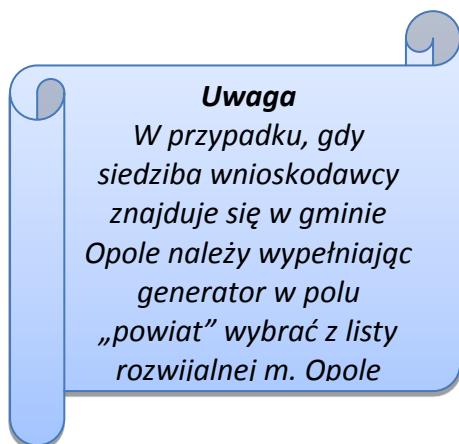 Uwaga
W przypadku, gdy
siedziba wnioskodawcy
znajduje się w gminie
Opole należy wypełniając
generator w polu
„powiat” wybrać z listy
rozwijalnej m. Opole